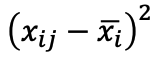 (x_{ij} − x̄_i)^2